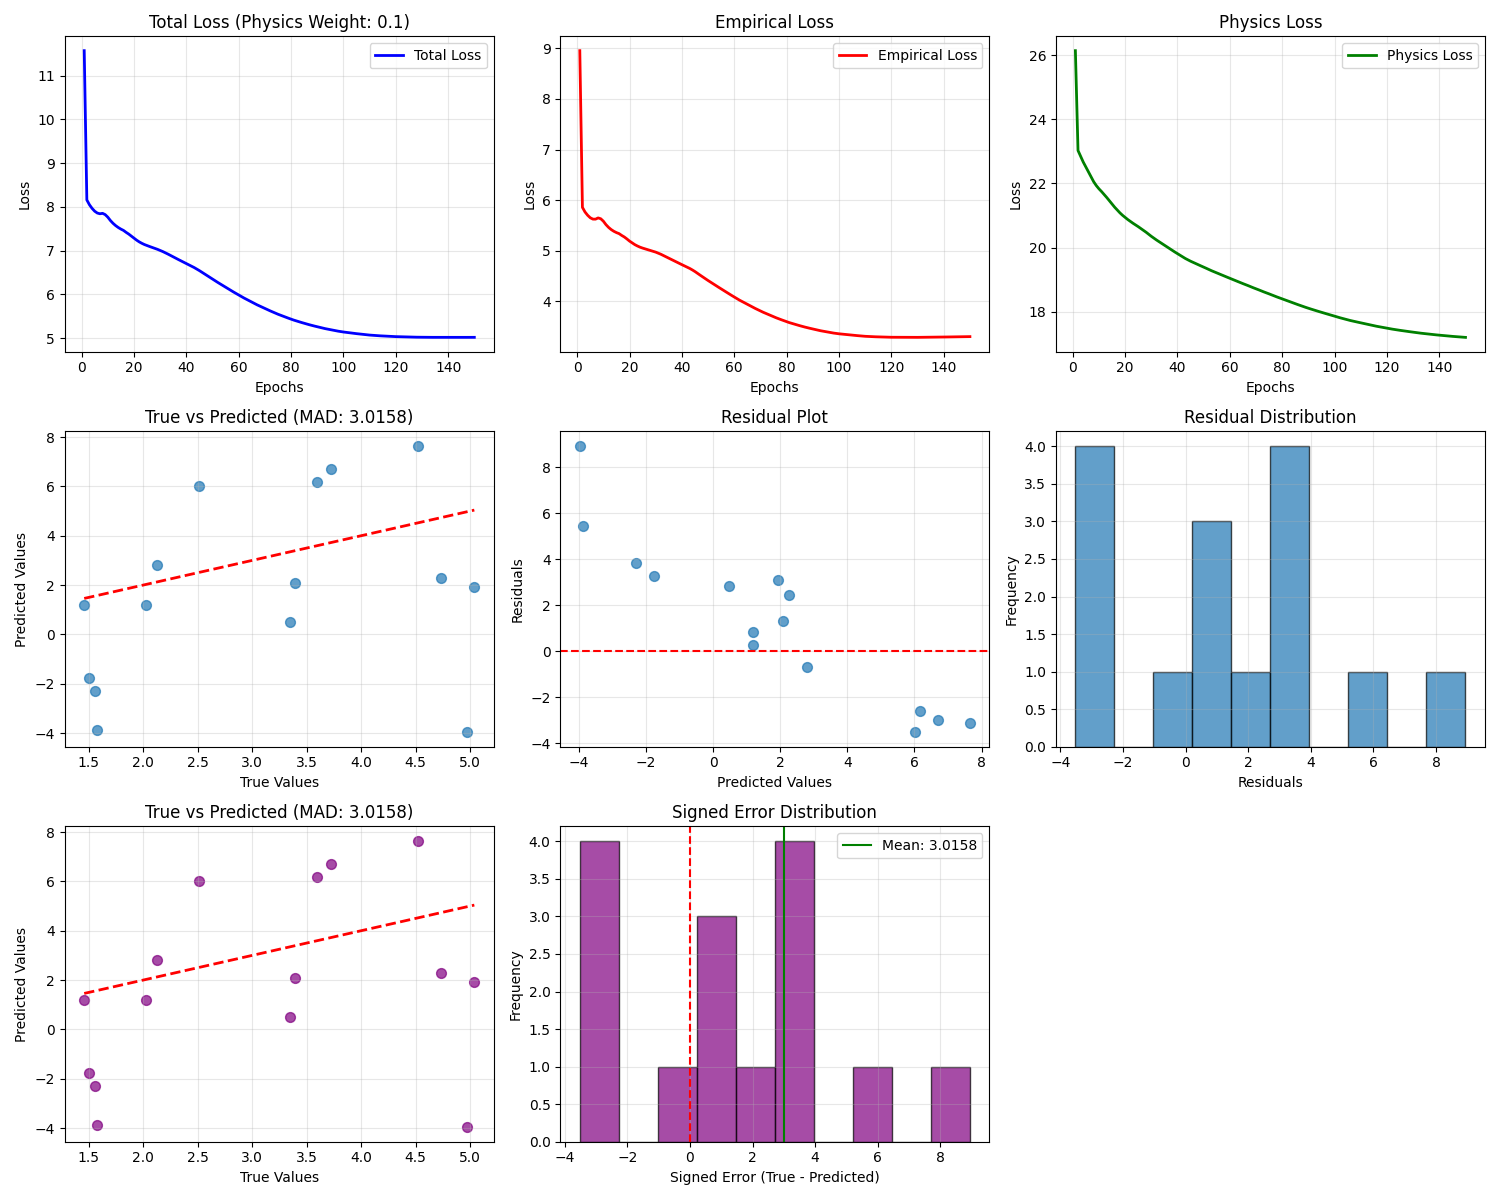 Total Loss (Physics Weight: 0.1)
Total Loss
Loss
11
10
9
8
7
6
5
0 20 40 60 80 100 120 140
Epochs
Empirical Loss
Empirical Loss
Loss
9
8
7
6
5
4
0 20 40 60 80 100 120 140
Epochs
Physics Loss
Physics Loss
Loss
26
24
22
20
18
0 20 40 60 80 100 120 140
Epochs
True vs Predicted (MAD: 3.0158)
Predicted Values
8
6
4
2
0
−2
−4
1.5 2.0 2.5 3.0 3.5 4.0 4.5 5.0
True Values
Residual Plot
Residuals
8
6
4
2
0
−2
−4
−4 −2 0 2 4 6 8
Predicted Values
Residual Distribution
Frequency
4.0
3.5
3.0
2.5
2.0
1.5
1.0
0.5
0.0
−4 −2 0 2 4 6 8
Residuals
True vs Predicted (MAD: 3.0158)
Predicted Values
8
6
4
2
0
−2
−4
1.5 2.0 2.5 3.0 3.5 4.0 4.5 5.0
True Values
Signed Error Distribution
Mean: 3.0158
Frequency
4.0
3.5
3.0
2.5
2.0
1.5
1.0
0.5
0.0
−4 −2 0 2 4 6 8
Signed Error (True - Predicted)